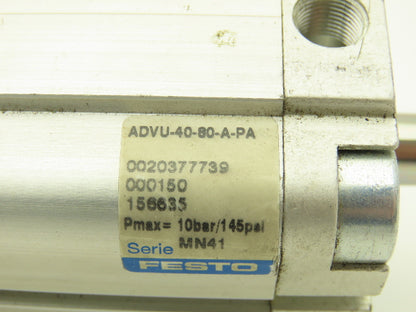 ADVU-40-80-A-PA
0020377739
000150
156635
Pmax= 10bar/145psi
Serie MN41
FESTO